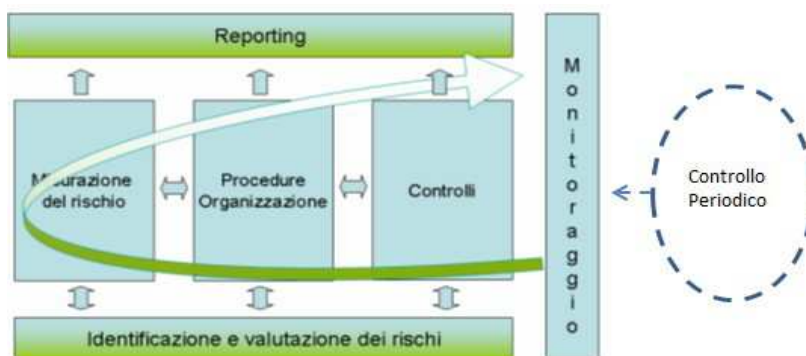 Reporting
Misurazione
del rischio
Procedure
Organizzazione
Controlli
Monitoraggio
Controllo
Periodico
Identificazione e valutazione dei rischi